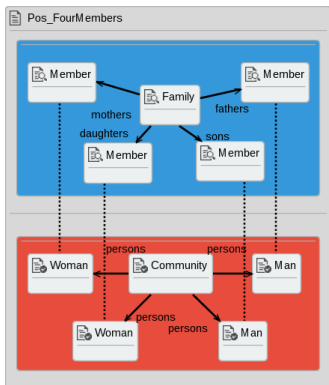 Pos_FourMembers
Member
Family
Member
mothers
fathers
daughters
sons
Member
Member
persons
persons
Woman
Community
Man
persons
persons
Woman
Man